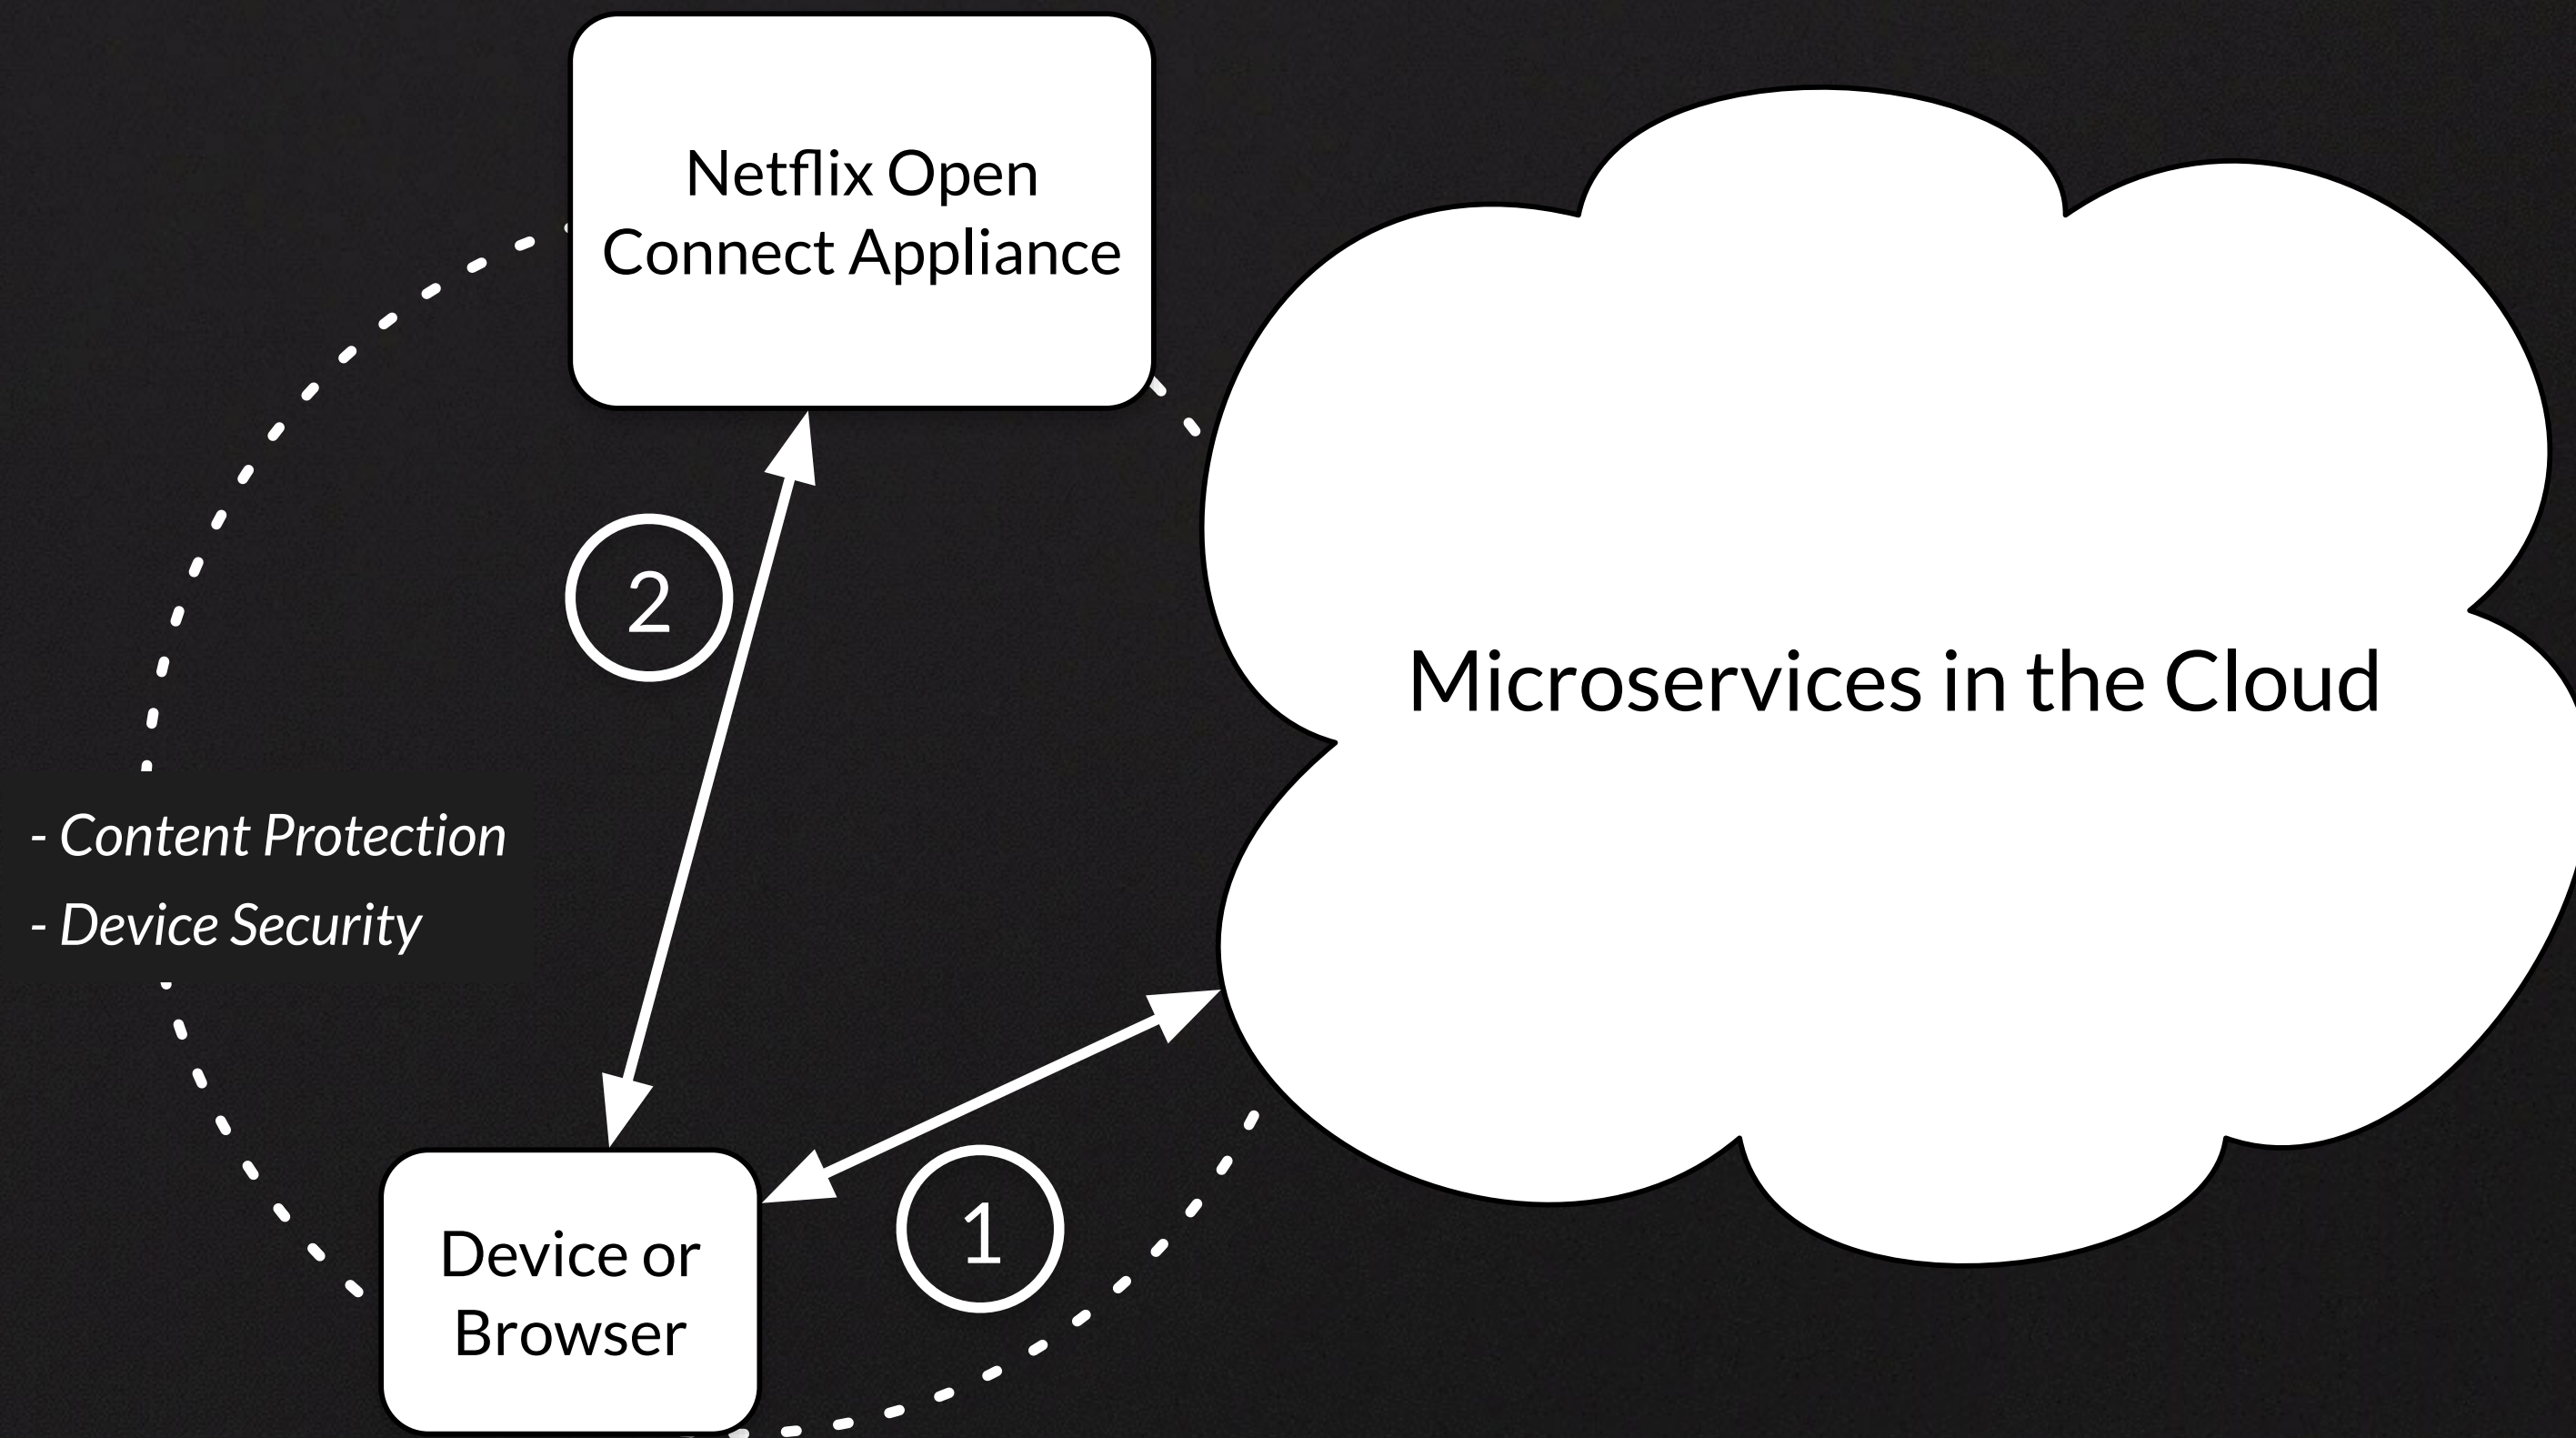 Netflix Open
Connect Appliance
2
Microservices in the Cloud
- Content Protection
- Device Security
1
Device or
Browser